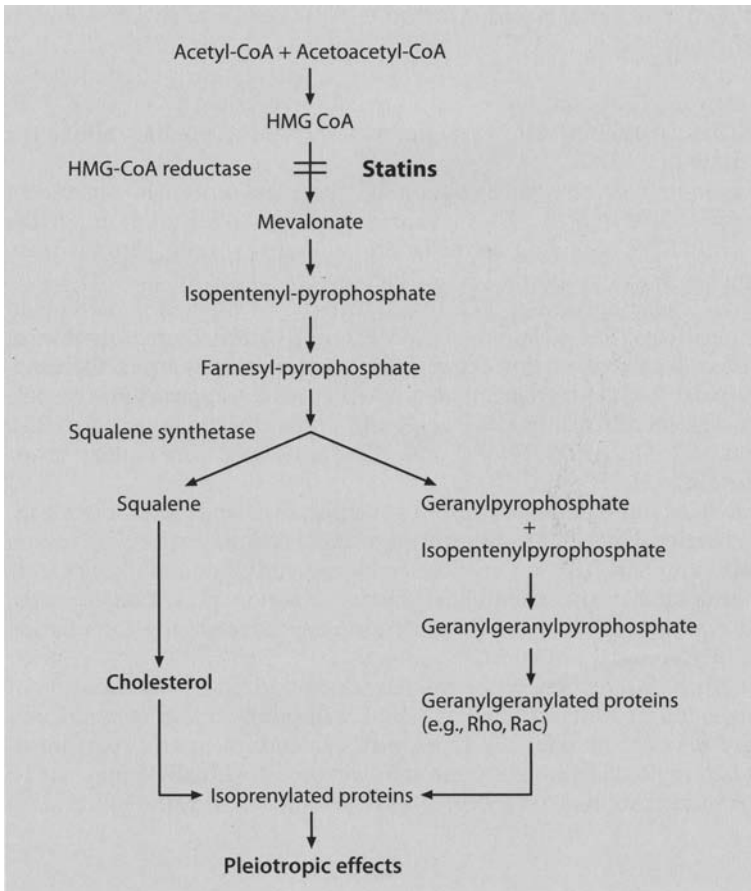 Acetyl-CoA + Acetoacetyl-CoA
HMG CoA
HMG-CoA reductase
Statins
Mevalonate
Isopentenyl-pyrophosphate
Farnesyl-pyrophosphate
Squalene synthetase
Squalene
Geranylpyrophosphate
+
Isopentenylpyrophosphate
Geranylgeranylpyrophosphate
Cholesterol
Geranylgeranylated proteins
(e.g., Rho, Rac)
Isoprenylated proteins
Pleiotropic effects